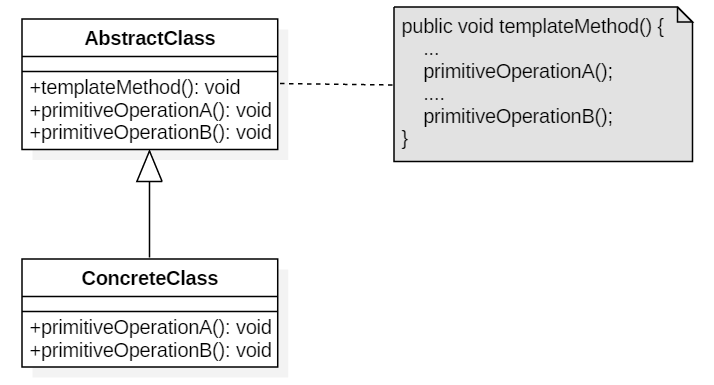 AbstractClass
+templateMethod(): void
+primitiveOperationA(): void
+primitiveOperationB(): void
public void templateMethod() {
...
primitiveOperationA();
....
primitiveOperationB();
}
ConcreteClass
+primitiveOperationA(): void
+primitiveOperationB(): void